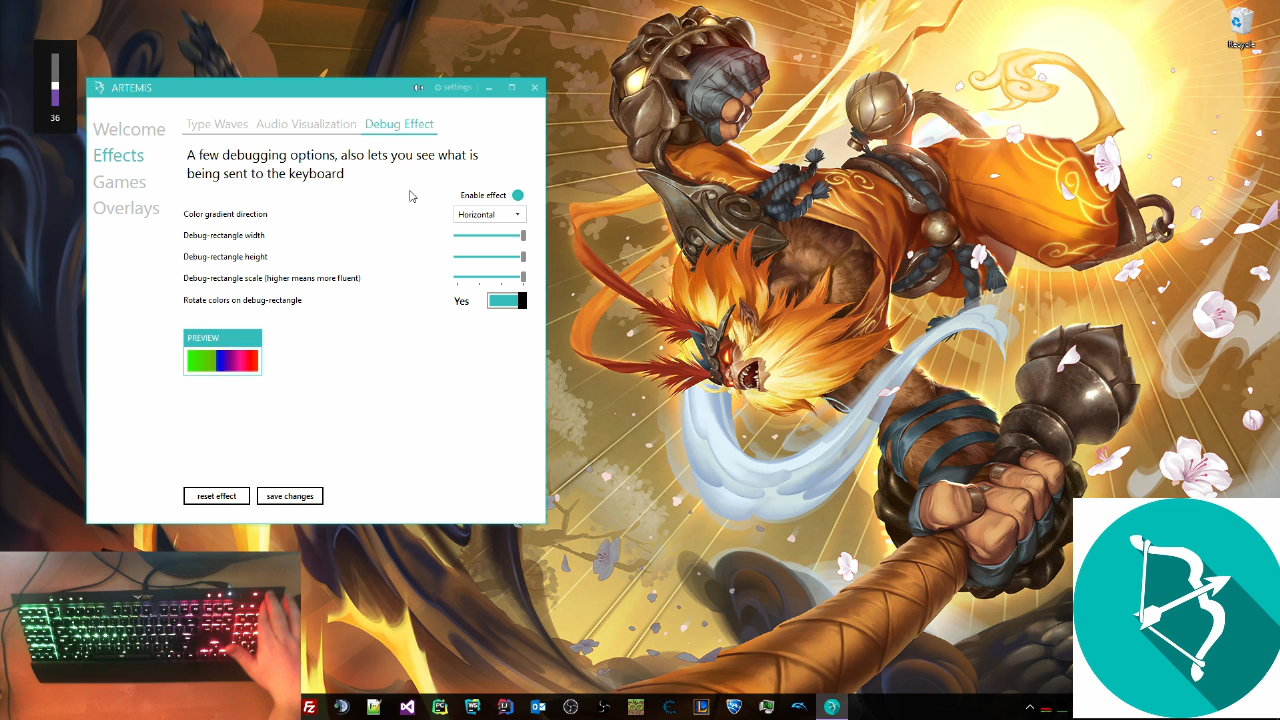 Recycle
36
ARTEMIS
settings
Welcome
Effects
Games
Overlays
Type Waves Audio Visualization Debug Effect
A few debugging options, also lets you see what is
being sent to the keyboard
Enable effect
Color gradient direction
Horizontal
Debug-rectangle width
Debug-rectangle height
Debug-rectangle scale (higher means more fluent)
Rotate colors on debug-rectangle
Yes
PREVIEW
reset effect
save changes